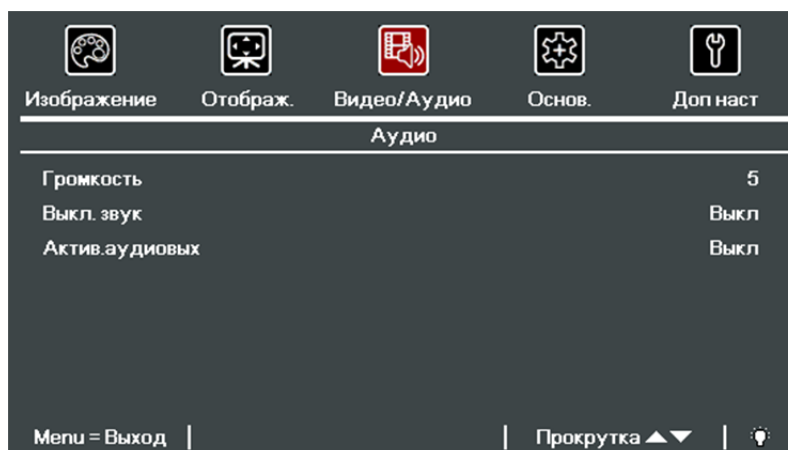 Изображение Отображ. Видео/Аудио Основ. Доп наст
Аудио
Громкость 5
Выкл. звук Выкл
Актив.аудиовых Выкл
Menu = Выход Прокрутка ▲▼